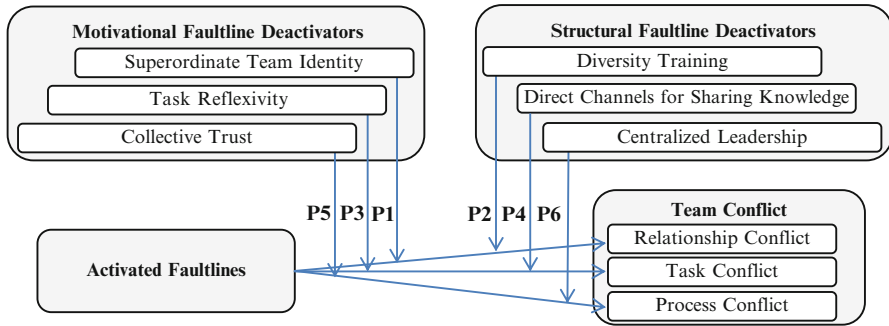 Motivational Faultline Deactivators
Superordinate Team Identity
Task Reflexivity
Collective Trust
Structural Faultline Deactivators
Diversity Training
Direct Channels for Sharing Knowledge
Centralized Leadership
P5 P3 P1
P2 P4 P6
Activated Faultlines
Team Conflict
Relationship Conflict
Task Conflict
Process Conflict